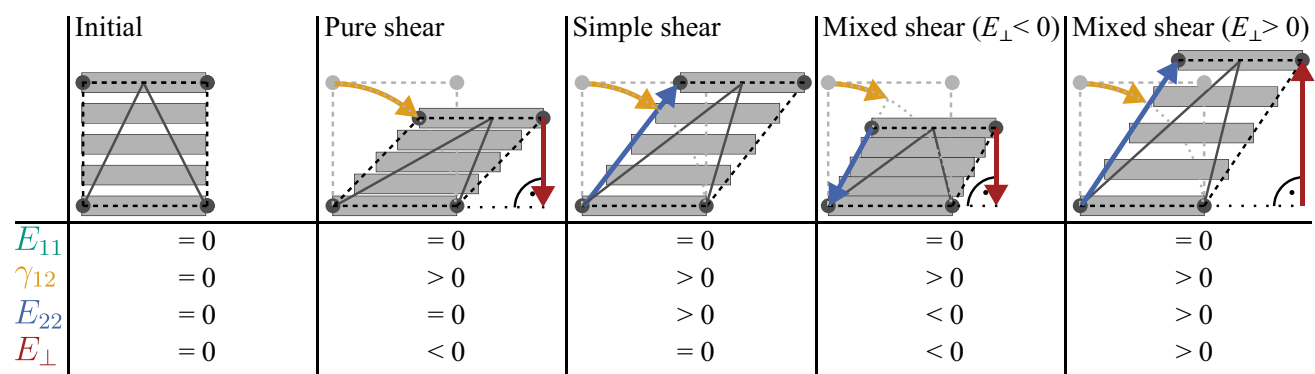 Initial Pure shear Simple shear Mixed shear (E⊥< 0) Mixed shear (E⊥> 0)
E11 = 0 = 0 = 0 = 0 = 0
γ12 = 0 > 0 > 0 > 0 > 0
E22 = 0 = 0 > 0 < 0 > 0
E⊥ = 0 < 0 = 0 < 0 > 0